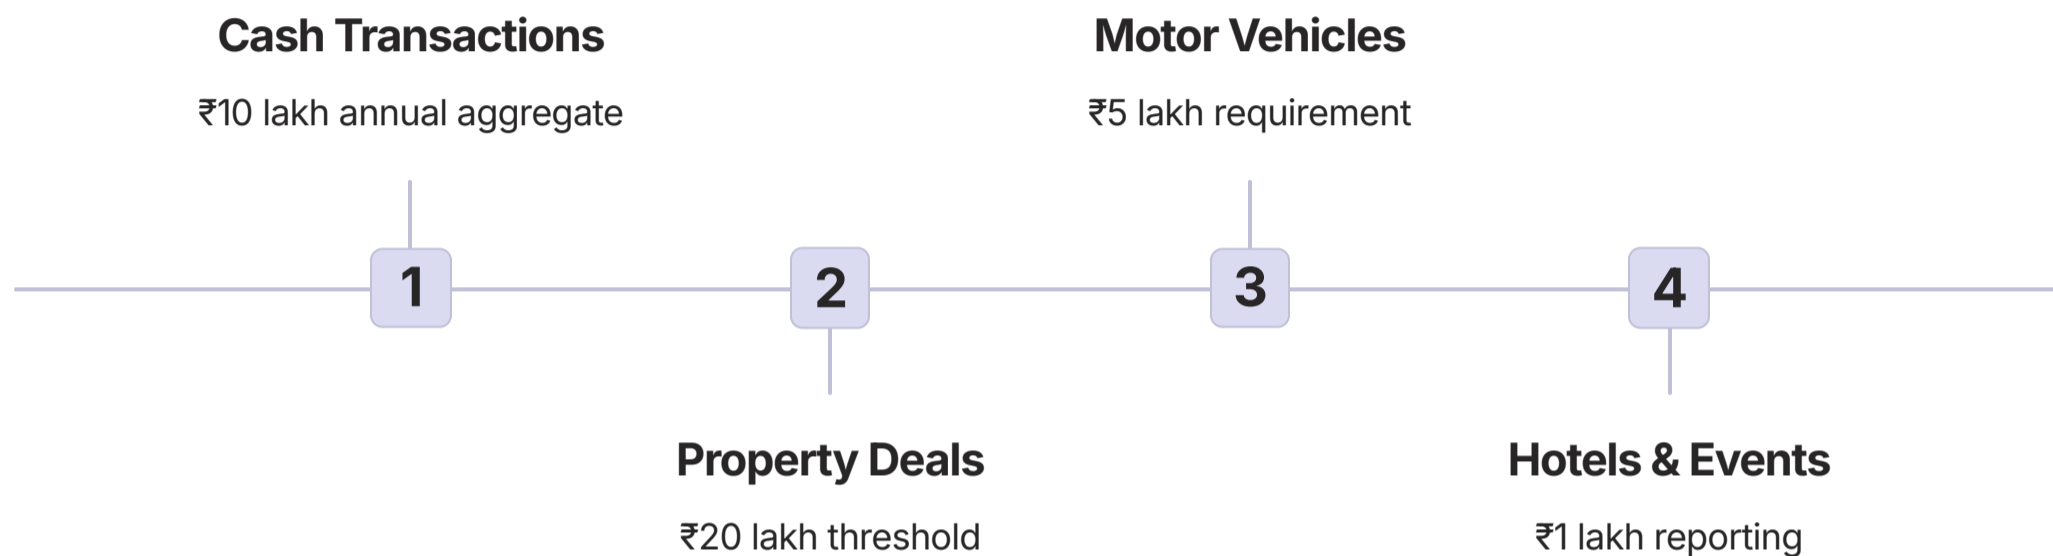 Cash Transactions
₹10 lakh annual aggregate
Motor Vehicles
₹5 lakh requirement
1
2
3
4
Property Deals
₹20 lakh threshold
Hotels & Events
₹1 lakh reporting